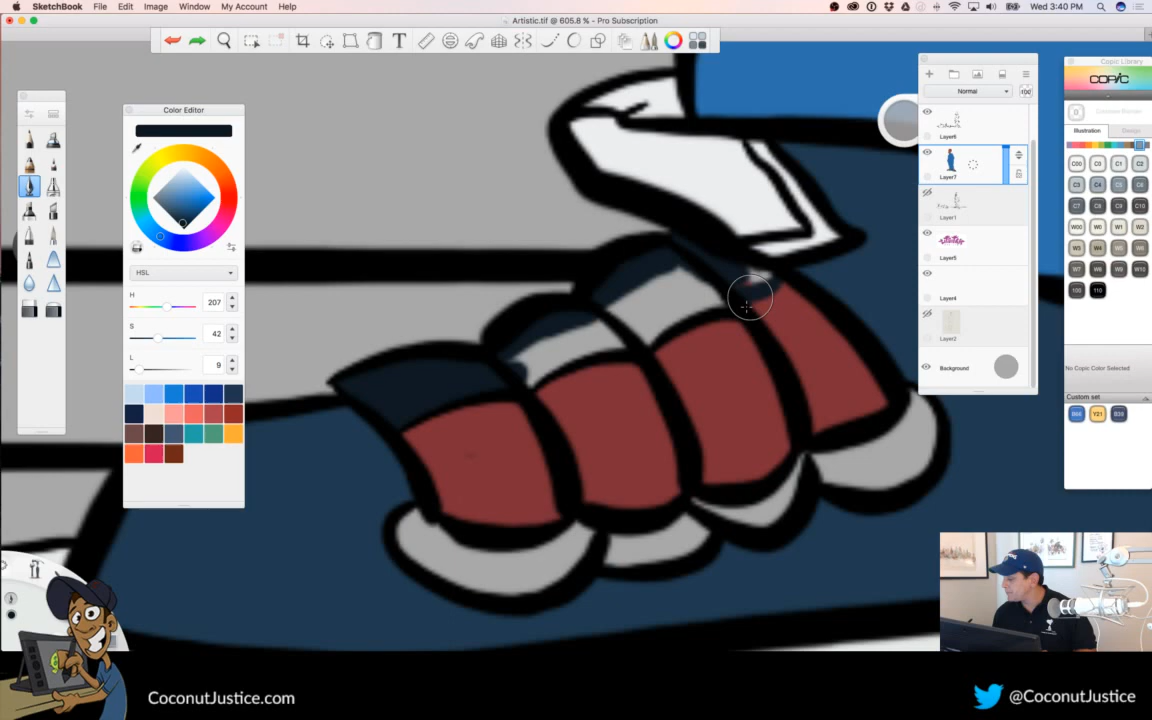 SketchBook File Edit Image Window My Account Help
Wed 3:40 PM
Artistic.tif @ 605.8 % - Pro Subscription
Color Editor
HSL
H 207
S 42
L 9
Normal
Layer6
Layer7
Layer1
Layer5
Layer4
Layer2
Background
Copic Library
COPIC
Illustration Design
C00 C0 C1 C2
C3 C4 C5 C6
C7 C8 C9 C10
W00 W0 W1 W2
W3 W4 W5 W6
W7 W8 W9 W10
100 110
No Copic Color Selected
Custom set
Y21
CoconutJustice.com
@CoconutJustice